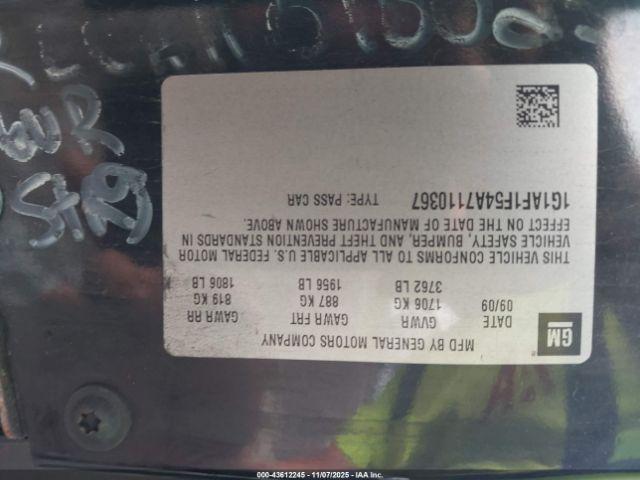 GM
MFD BY GENERAL MOTORS COMPANY
DATE GVWR GAWR FRT GAWR RR
09/09 1706 KG 887 KG 819 KG
3762 LB 1956 LB 1806 LB
THIS VEHICLE CONFORMS TO ALL APPLICABLE U.S. FEDERAL MOTOR
VEHICLE SAFETY, BUMPER, AND THEFT PREVENTION STANDARDS IN
EFFECT ON THE DATE OF MANUFACTURE SHOWN ABOVE.
1G1AF1F54A7110367 TYPE: PASS CAR
00-43612245 - 11/07/2025 - IAA Inc.